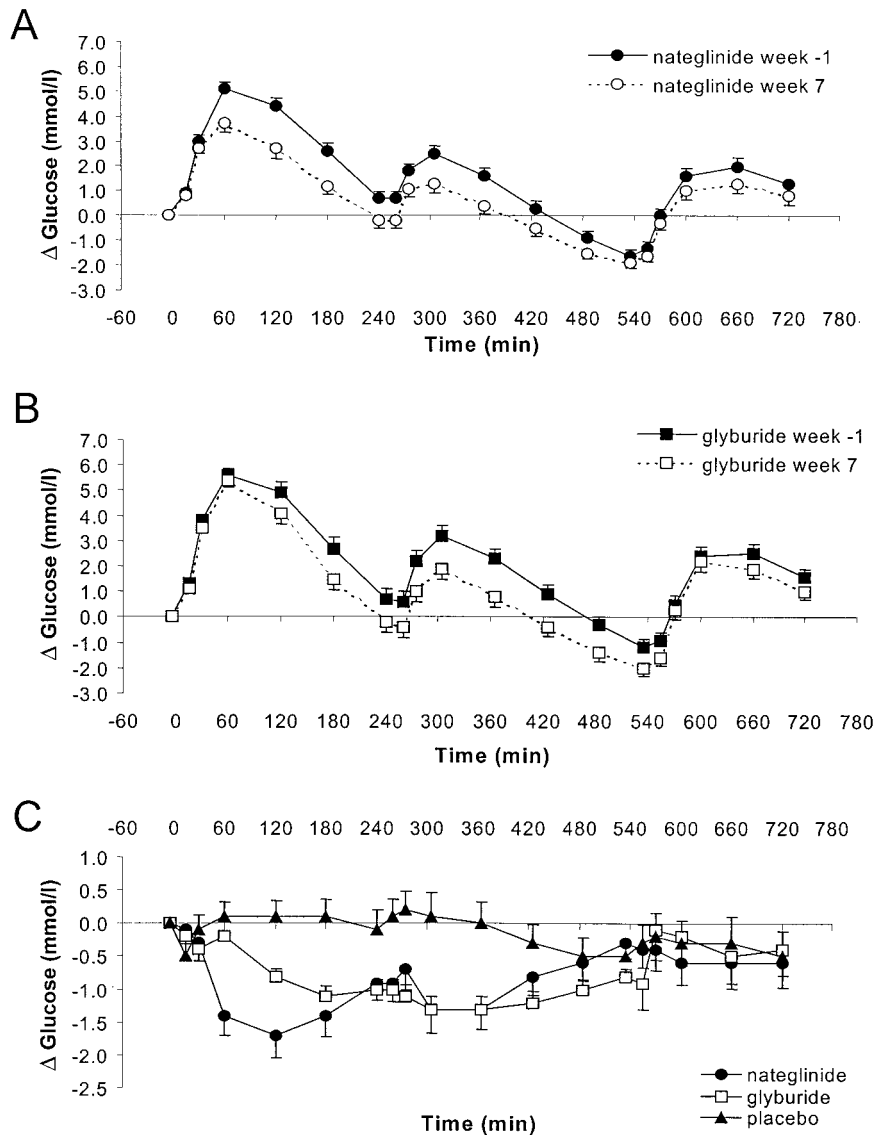 A
7.0
6.0
5.0
4.0
3.0
2.0
1.0
0.0
-1.0
-2.0
-3.0
Δ Glucose (mmol/l)
nateglinide week -1
nateglinide week 7
-60 0 60 120 180 240 300 360 420 480 540 600 660 720 780
Time (min)
B
7.0
6.0
5.0
4.0
3.0
2.0
1.0
0.0
-1.0
-2.0
-3.0
Δ Glucose (mmol/l)
glyburide week -1
glyburide week 7
-60 0 60 120 180 240 300 360 420 480 540 600 660 720 780
Time (min)
C
-60 0 60 120 180 240 300 360 420 480 540 600 660 720 780
1.0
0.5
0.0
-0.5
-1.0
-1.5
-2.0
-2.5
Δ Glucose (mmol/l)
nateglinide
glyburide
placebo
Time (min)